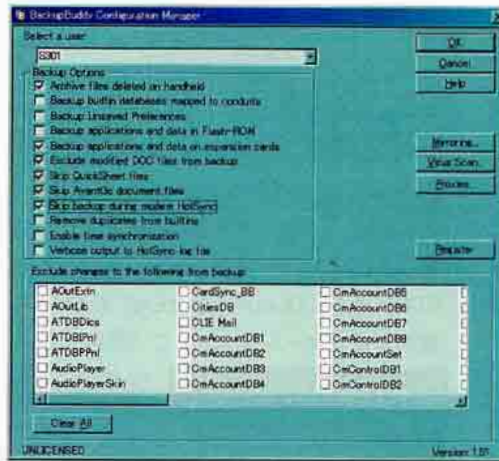 BackupBuddy Configuration Manager
Select a user
S301
OK
Cancel
Help
Backup Options
Archive files deleted on handheld
Backup builtin databases mapped to conduits
Backup Unsaved Preferences
Backup applications and data in Flash-ROM
Backup applications and data on expansion cards
Exclude modified DOC files from backup
Skip QuickSheet files
Skip AvantGo document files
Skip backup during modem HotSync
Remove duplicates from builtins
Enable time synchronization
Verbose output to HotSync log file
Mirroring...
Virus Scan...
Proxies...
Register
Exclude changes to the following from backup
AOutExtn
AOutLib
ATDBDics
ATDBIPnl
ATDBPPnl
AudioPlayer
AudioPlayerSkin
CardSync_BB
CitiesDB
CLIE Mail
CmAccountDB1
CmAccountDB2
CmAccountDB3
CmAccountDB4
CmAccountDB5
CmAccountDB6
CmAccountDB7
CmAccountDB8
CmAccountSet
CmControlDB1
CmControlDB2
Clear All
UNLICENSED
Version: